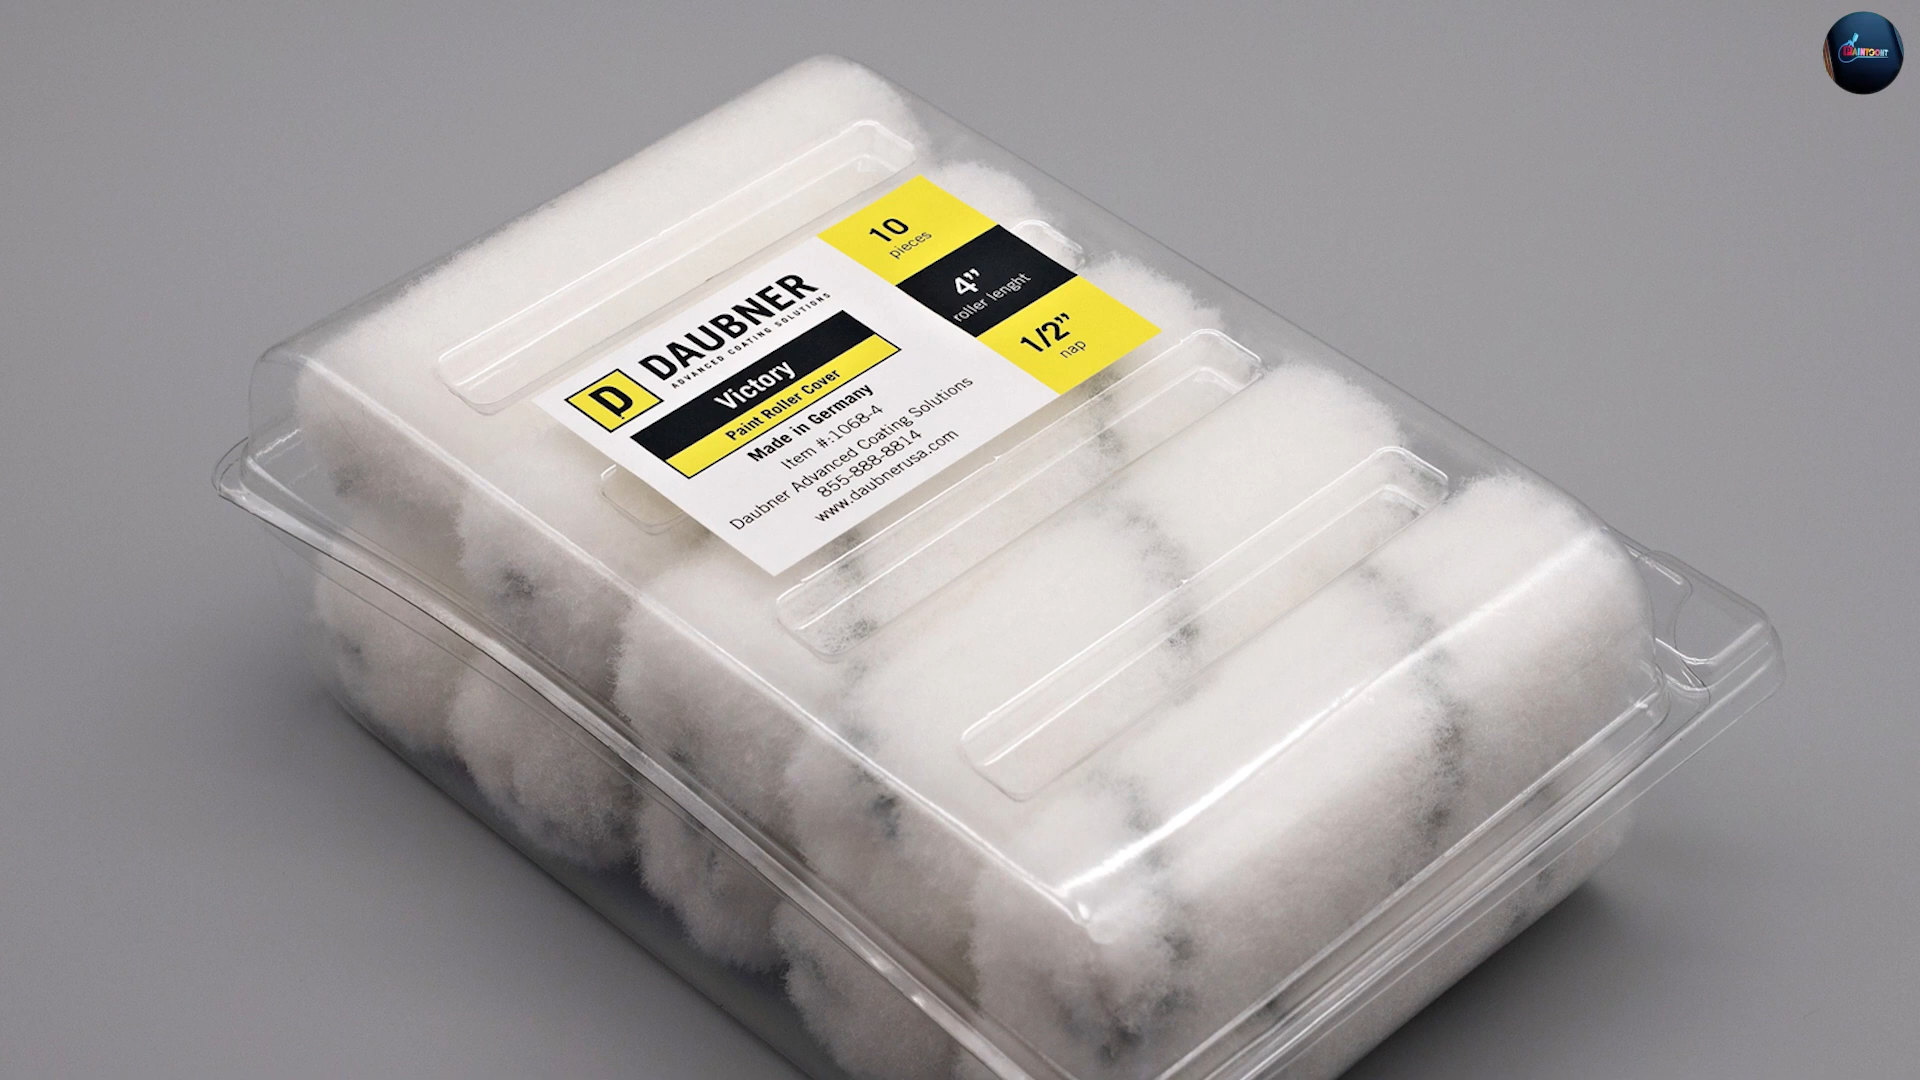 D DAUBNER
ADVANCED COATING SOLUTIONS
Victory
Paint Roller Cover
Made in Germany
Item #:1068-4
Daubner Advanced Coating Solutions
855-888-8814
www.daubnerusa.com
10
pieces
4”
roller lenght
1/2”
nap